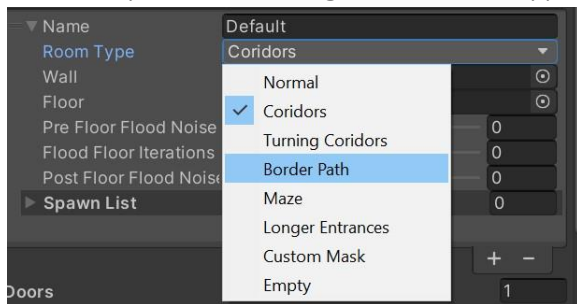 Name Default
Room Type Coridors
Wall
Normal
Floor
Coridors
Pre Floor Flood Noise 0
Turning Coridors
Flood Floor Iterations 0
Border Path
Post Floor Flood Noise 0
Maze
Spawn List 0
Longer Entrances
Custom Mask
+ -
Empty
Doors 1